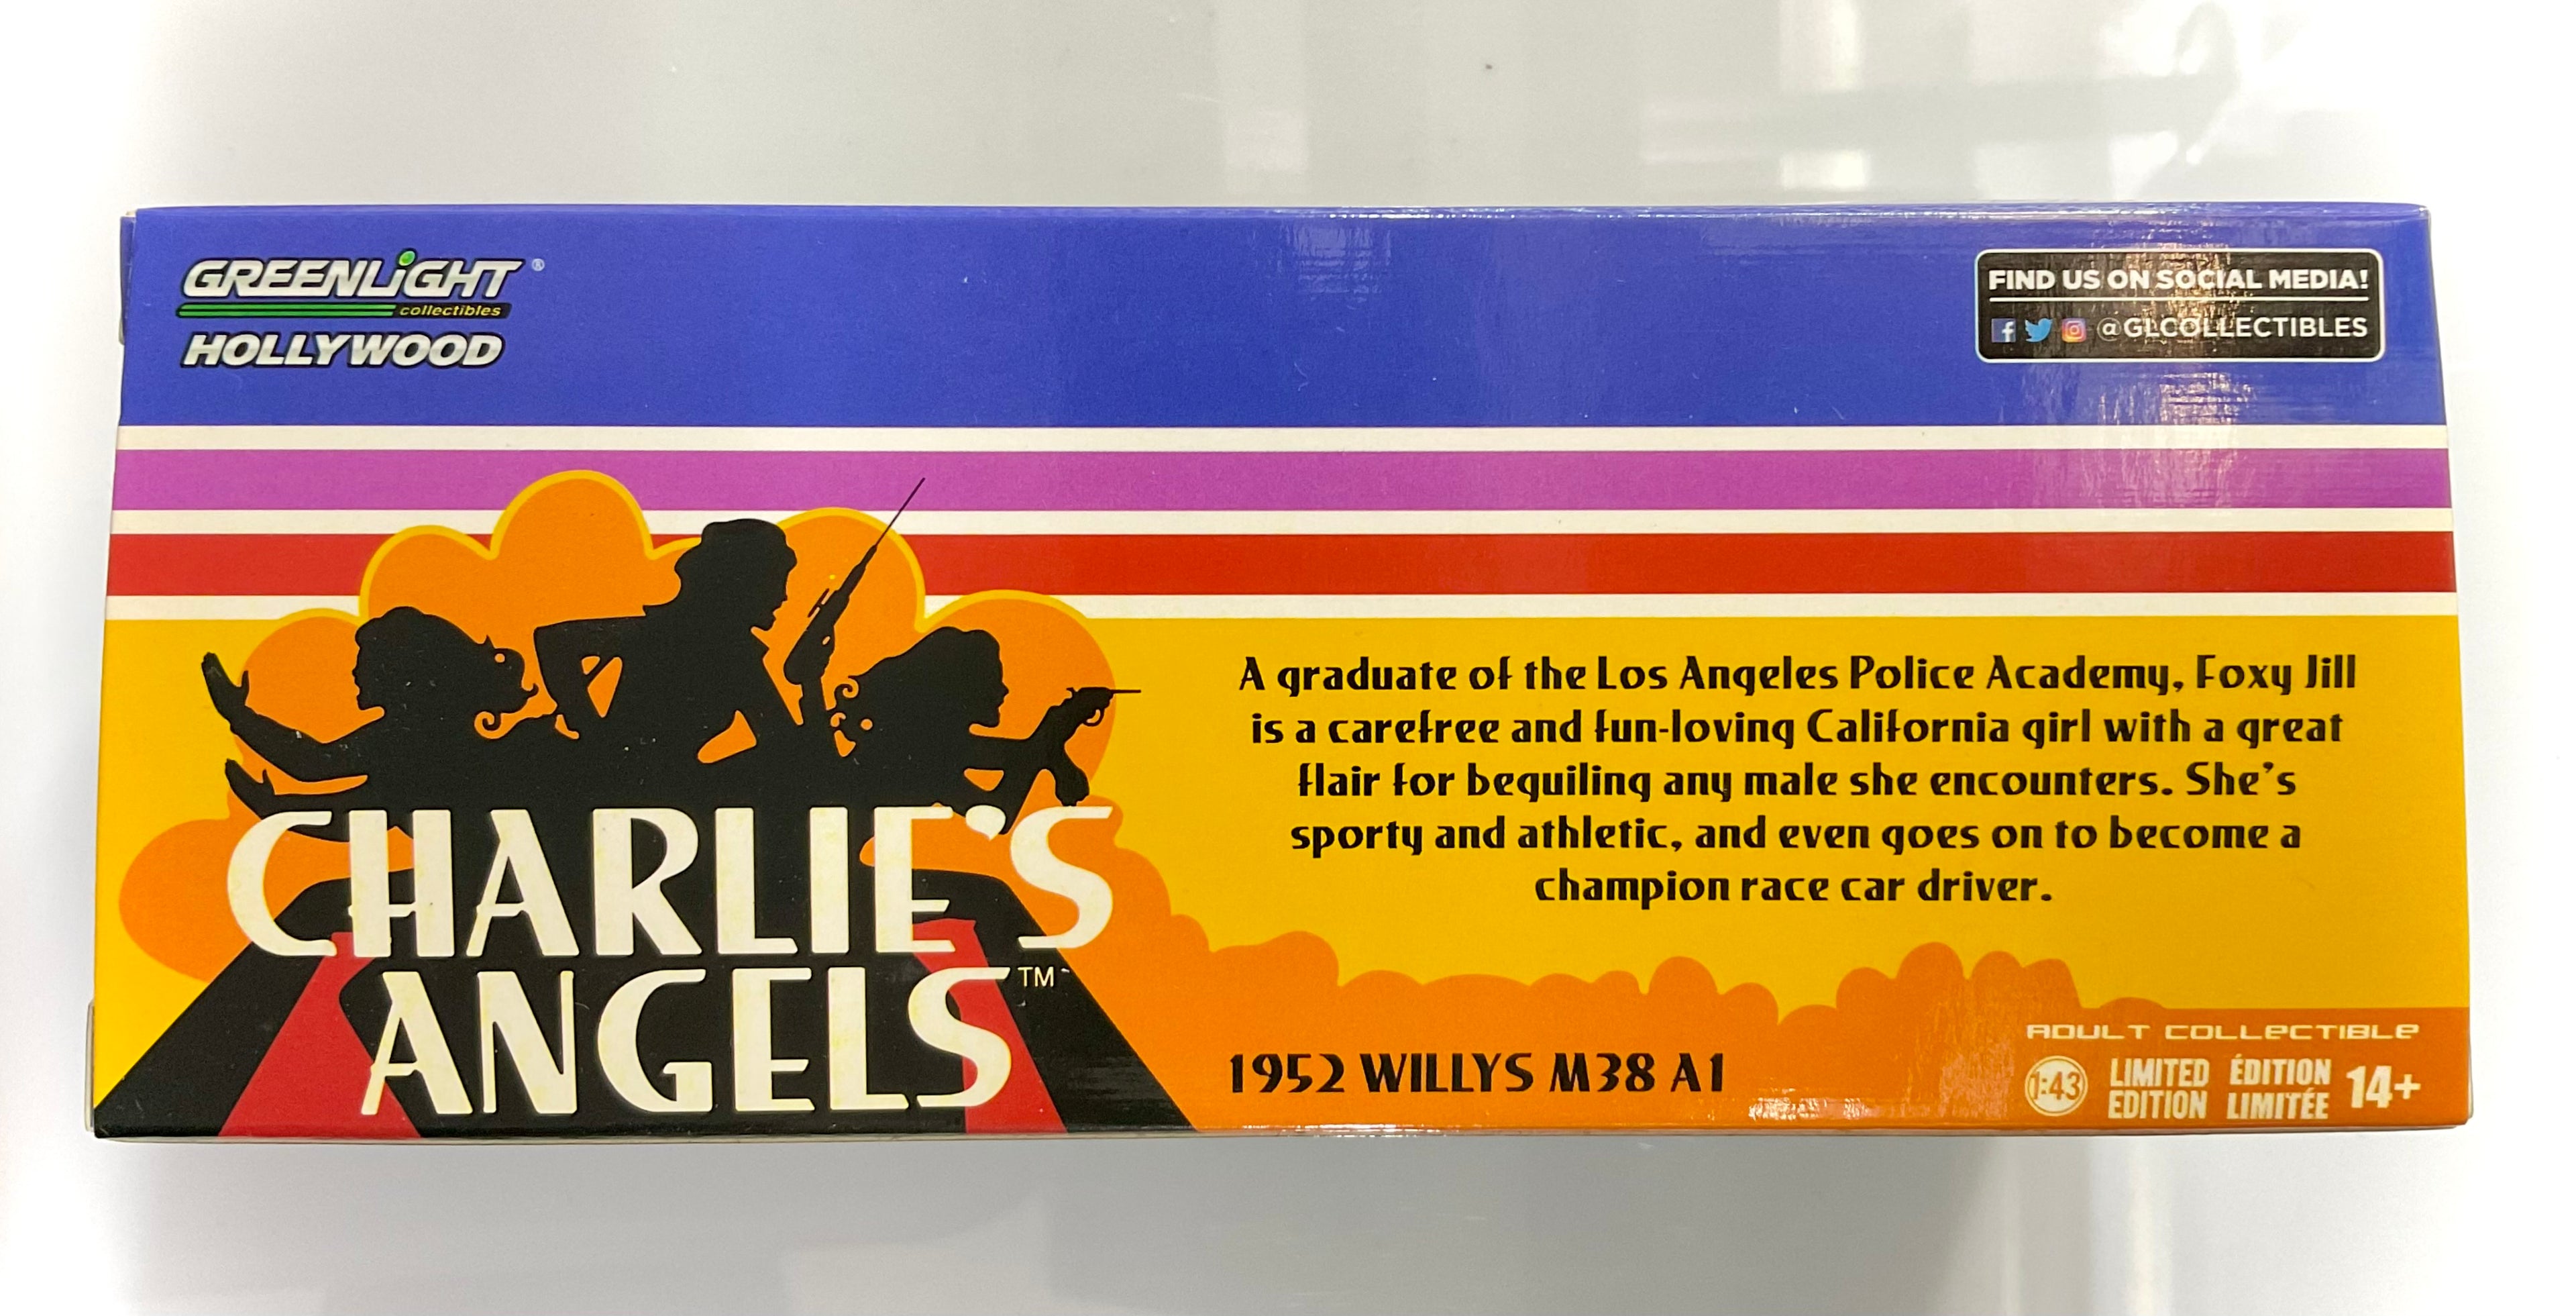 GREENLiGHT®
collectibles
HOLLYWOOD
FIND US ON SOCIAL MEDIA!
@GLCOLLECTIBLES
A graduate of the Los Angeles Police Academy, Foxy Jill
is a carefree and fun-loving California girl with a great
flair for beguiling any male she encounters. She's
sporty and athletic, and even goes on to become a
champion race car driver.
CHARLIE'S
ANGELS™
1952 WILLYS M38 A1
ADULT COLLECTIBLE
1:43
LIMITED
EDITION
ÉDITION
LIMITÉE
14+